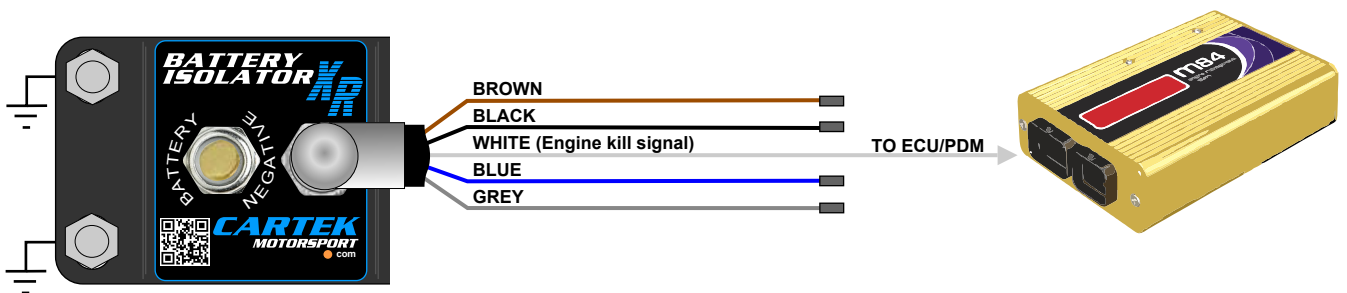 BATTERY
ISOLATOR
XR
BATTERY
NEGATIVE
CARTEK
MOTORSPORT
com
BROWN
BLACK
WHITE (Engine kill signal)
BLUE
GREY
TO ECU/PDM
M84